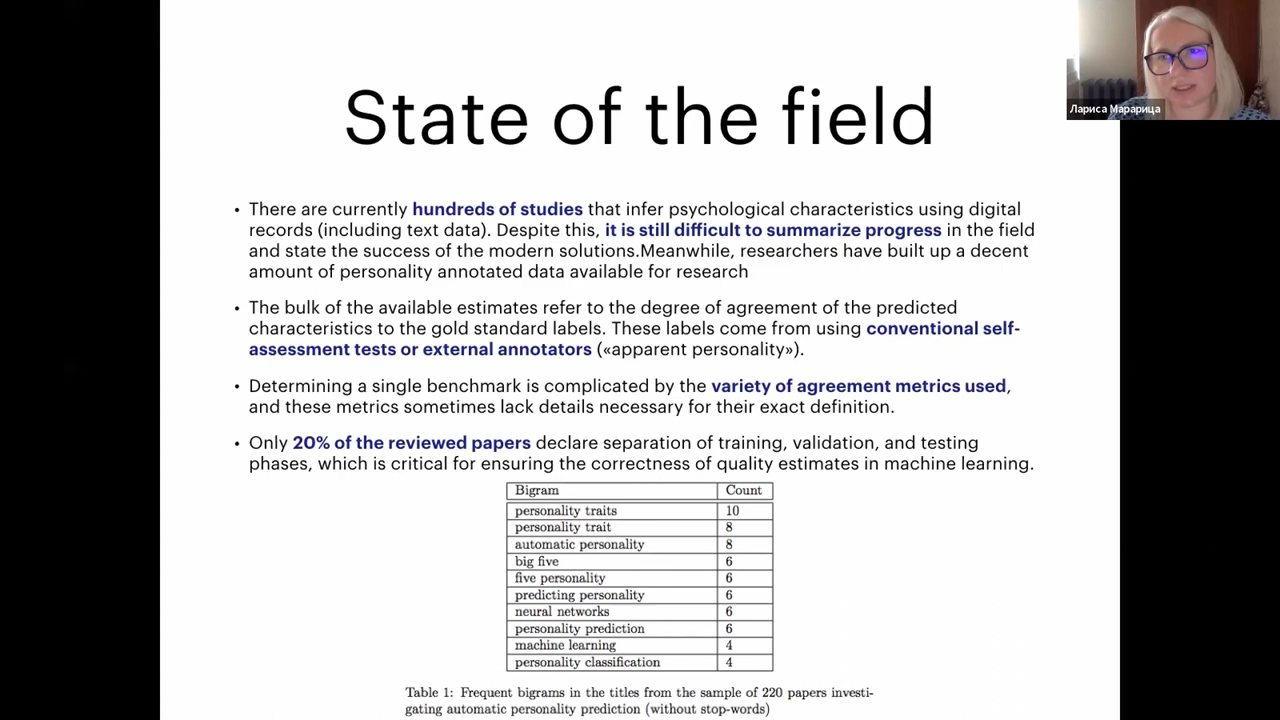 State of the field
Лариса Марарица
• There are currently hundreds of studies that infer psychological characteristics using digital
records (including text data). Despite this, it is still difficult to summarize progress in the field
and state the success of the modern solutions.Meanwhile, researchers have built up a decent
amount of personality annotated data available for research
• The bulk of the available estimates refer to the degree of agreement of the predicted
characteristics to the gold standard labels. These labels come from using conventional self-
assessment tests or external annotators («apparent personality»).
• Determining a single benchmark is complicated by the variety of agreement metrics used,
and these metrics sometimes lack details necessary for their exact definition.
• Only 20% of the reviewed papers declare separation of training, validation, and testing
phases, which is critical for ensuring the correctness of quality estimates in machine learning.
Bigram Count
personality traits 10
personality trait 8
automatic personality 8
big five 6
five personality 6
predicting personality 6
neural networks 6
personality prediction 6
machine learning 4
personality classification 4
Table 1: Frequent bigrams in the titles from the sample of 220 papers investi-
gating automatic personality prediction (without stop-words)